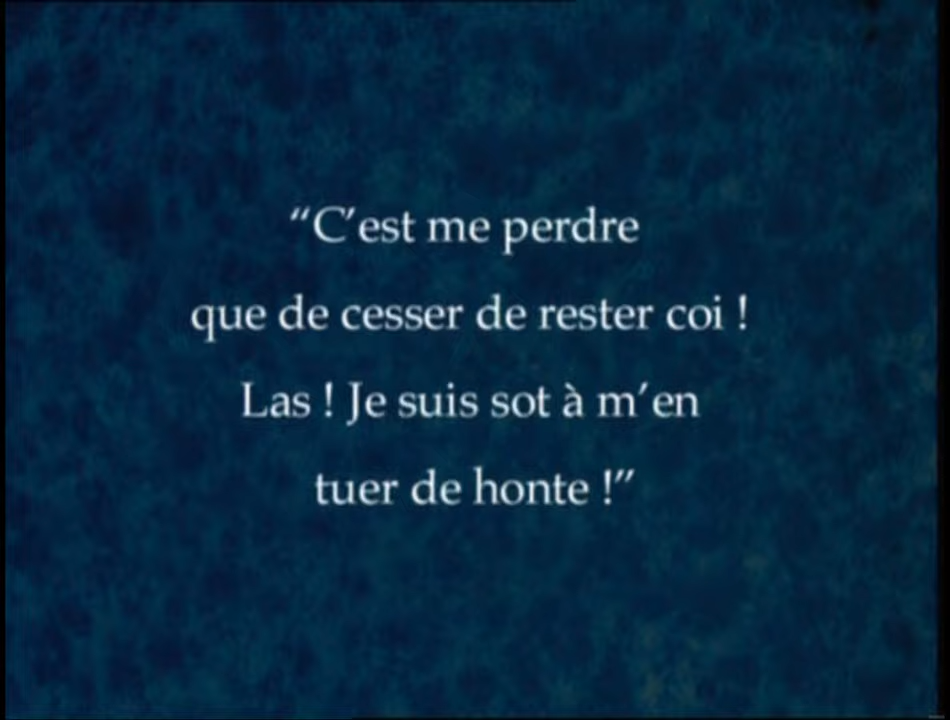 “C’est me perdre
que de cesser de rester coi !
Las ! Je suis sot à m’en
tuer de honte !”